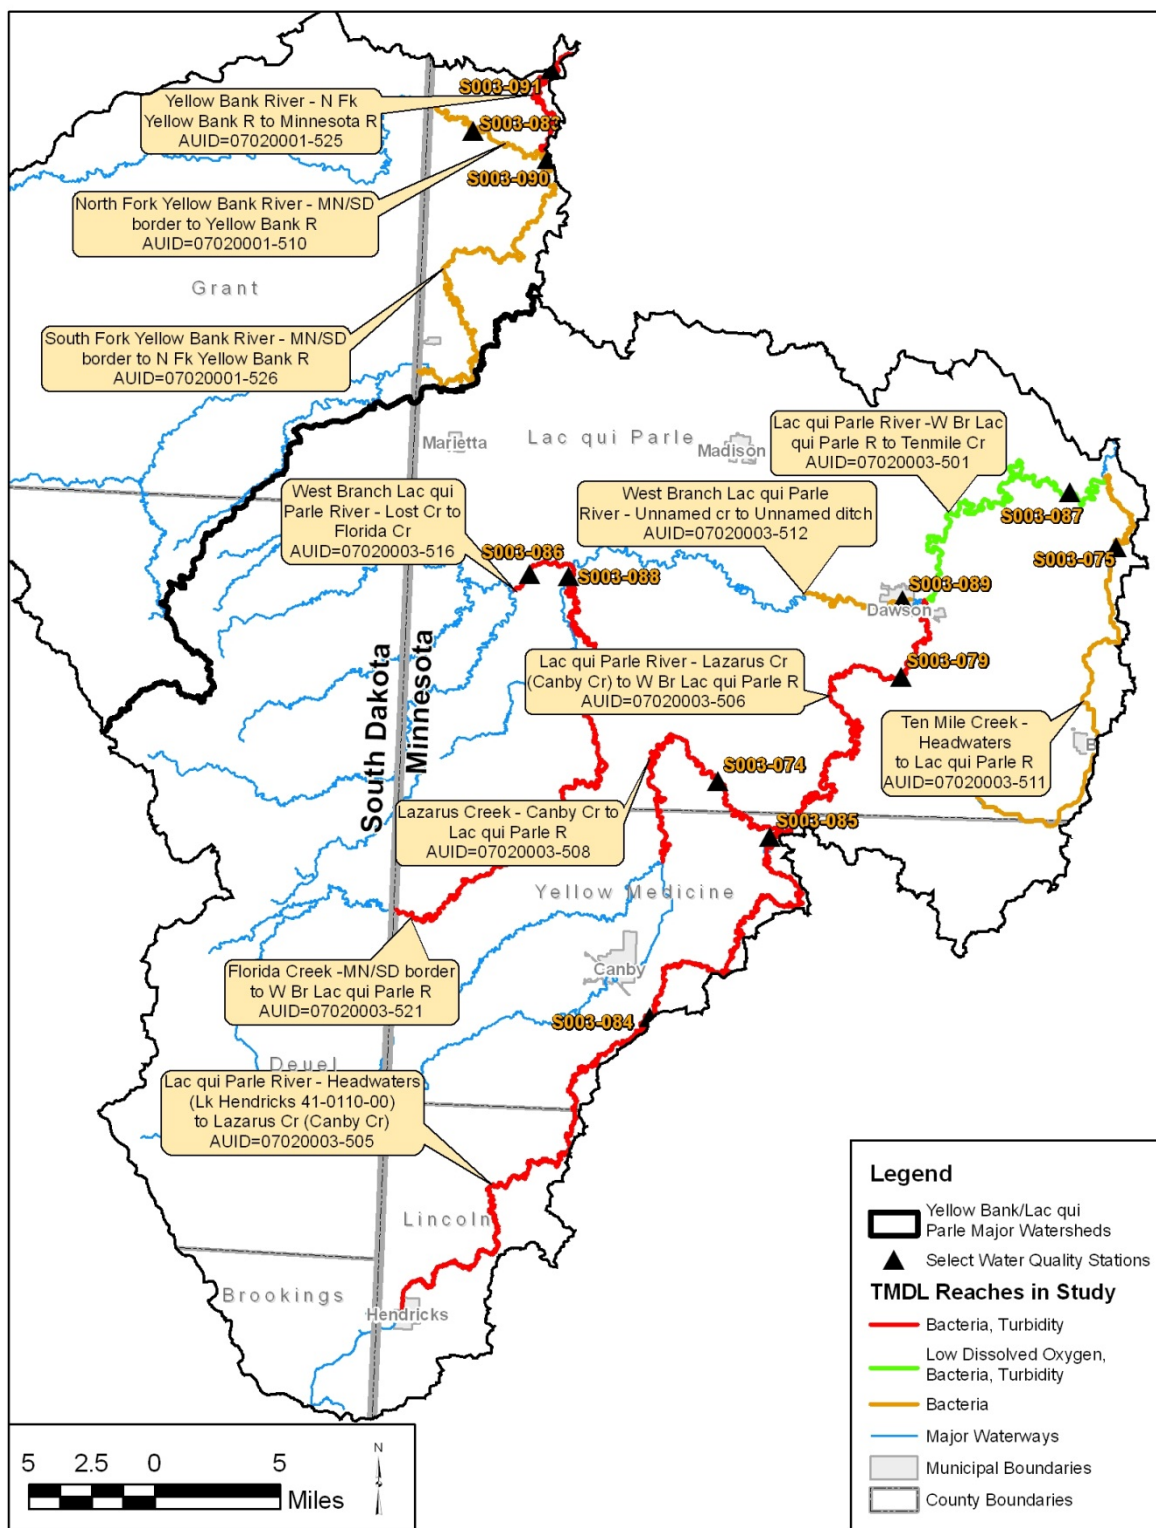 S003-091
Yellow Bank River - N Fk
Yellow Bank R to Minnesota R
AUID=07020001-525
S003-083
S003-090
North Fork Yellow Bank River - MN/SD
border to Yellow Bank R
AUID=07020001-510
Grant
South Fork Yellow Bank River - MN/SD
border to N Fk Yellow Bank R
AUID=07020001-526
Lac qui Parle River -W Br Lac
qui Parle R to Tenmile Cr
AUID=07020003-501
Marietta
Lac qui Parle
Madison
West Branch Lac qui
Parle River - Lost Cr to
Florida Cr
AUID=07020003-516
West Branch Lac qui Parle
River - Unnamed cr to Unnamed ditch
AUID=07020003-512
S003-087
S003-075
S003-086
S003-088
S003-089
Dawson
South Dakota
Minnesota
Lac qui Parle River - Lazarus Cr
(Canby Cr) to W Br Lac qui Parle R
AUID=07020003-506
S003-079
Ten Mile Creek -
Headwaters
to Lac qui Parle R
AUID=07020003-511
B
S003-074
Lazarus Creek - Canby Cr to
Lac qui Parle R
AUID=07020003-508
S003-085
Yellow Medicine
Canby
Florida Creek -MN/SD border
to W Br Lac qui Parle R
AUID=07020003-521
S003-084
Deuel
Lac qui Parle River - Headwaters
(Lk Hendricks 41-0110-00)
to Lazarus Cr (Canby Cr)
AUID=07020003-505
Lincoln
Brookings
Hendricks
Legend
Yellow Bank/Lac qui
Parle Major Watersheds
Select Water Quality Stations
TMDL Reaches in Study
Bacteria, Turbidity
Low Dissolved Oxygen,
Bacteria, Turbidity
Bacteria
Major Waterways
Municipal Boundaries
County Boundaries
5 2.5 0 5
Miles
N